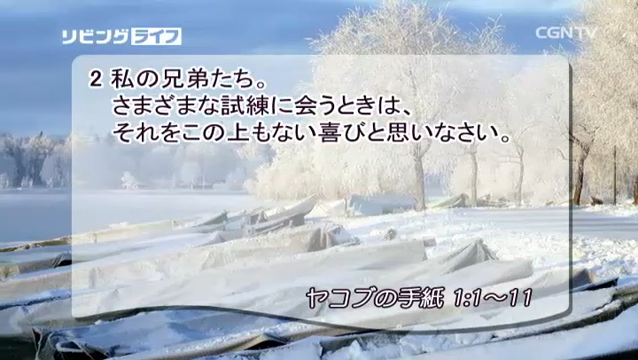 リビングライフ
CGNTV
2 私の兄弟たち。
さまざまな試練に会うときは、
それをこの上もない喜びと思いなさい。
ヤコブの手紙 1:1～11